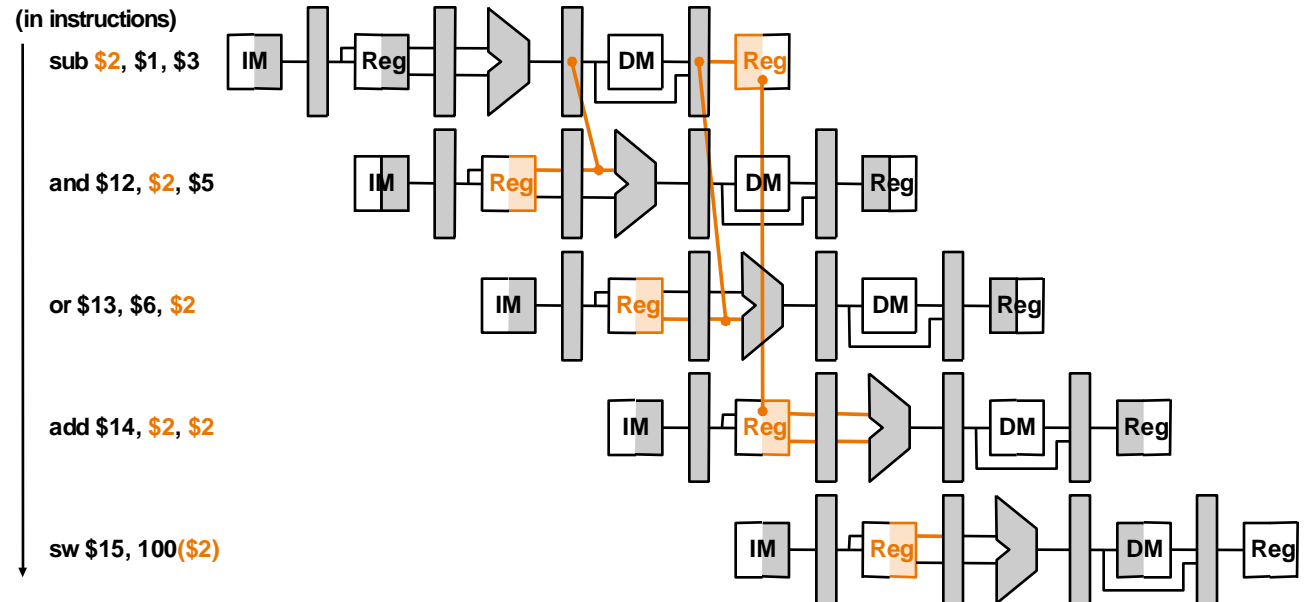 (in instructions)
sub $2, $1, $3
IM Reg DM Reg
and $12, $2, $5
IM Reg DM Reg
or $13, $6, $2
IM Reg DM Reg
add $14, $2, $2
IM Reg DM Reg
sw $15, 100($2)
IM Reg DM Reg